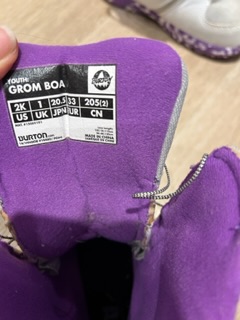 YOUTH:
GROM BOA
2K 1 20.5 33 205(2)
US UK JPN EUR CN
BURTON
MADE IN CHINA